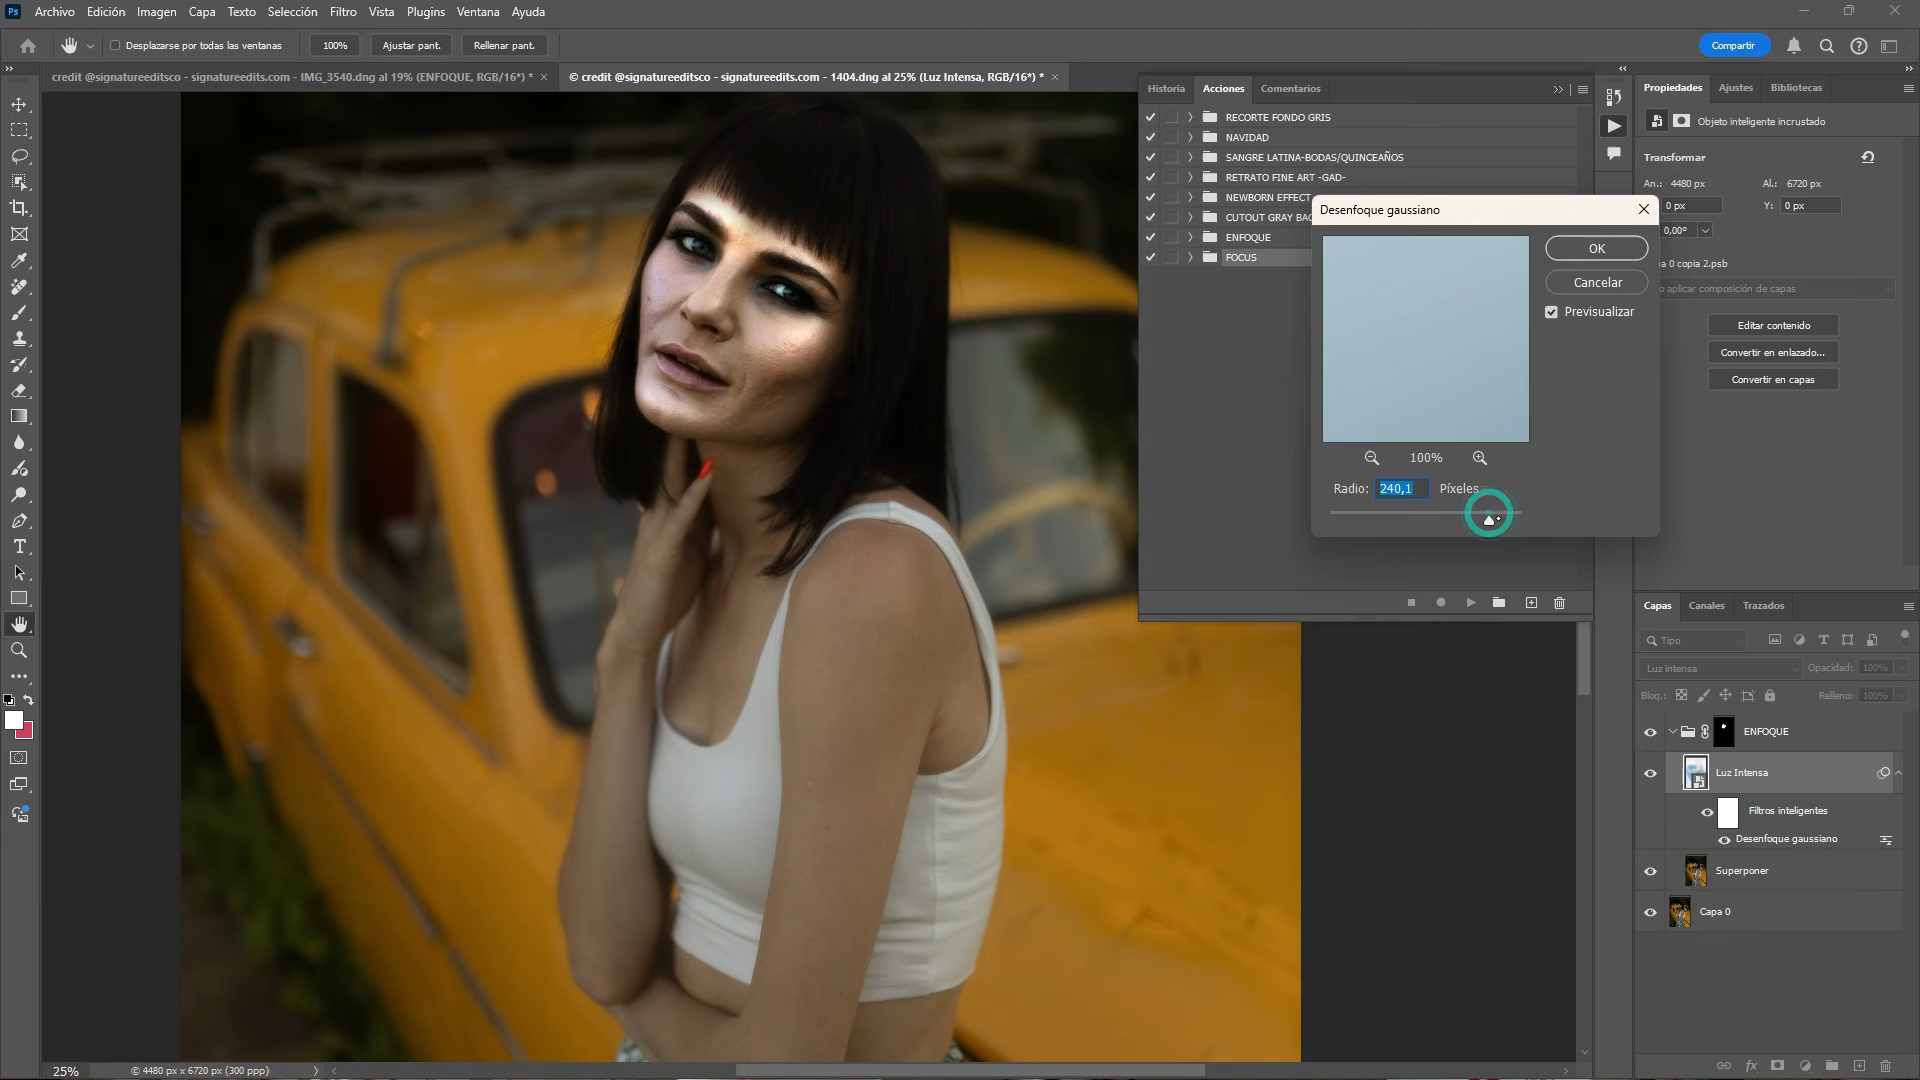 Ps Archivo Edición Imagen Capa Texto Selección Filtro Vista Plugins Ventana Ayuda
Desplazarse por todas las ventanas 100% Ajustar pant. Rellenar pant. Compartir
credit @signatureeditsco - signatureedits.com - IMG_3540.dng al 19% (ENFOQUE, RGB/16*) * © credit @signatureeditsco - signatureedits.com - 1404.dng al 25% (Luz Intensa, RGB/16*) *
Historia Acciones Comentarios
RECORTE FONDO GRIS
NAVIDAD
SANGRE LATINA-BODAS/QUINCEAÑOS
RETRATO FINE ART -GAD-
NEWBORN EFFECT
CUTOUT GRAY
ENFOQUE
FOCUS
Desenfoque gaussiano
OK
Cancelar
Previsualizar
100%
Radio: 240,1 Píxeles
Propiedades Ajustes Bibliotecas
Objeto inteligente incrustado
Transformar
An.: 4480 px Al.: 6720 px
0 px Y: 0 px
0,00º
0 copia 2.psb
aplicar composición de capas
Editar contenido
Convertir en enlazado...
Convertir en capas
Capas Canales Trazados
Tipo
Luz intensa Opacidad: 100%
Bloq.: Relleno: 100%
ENFOQUE
Luz Intensa
Filtros inteligentes
Desenfoque gaussiano
Superponer
Capa 0
fx
25% © 4480 px x 6720 px (300 ppp)